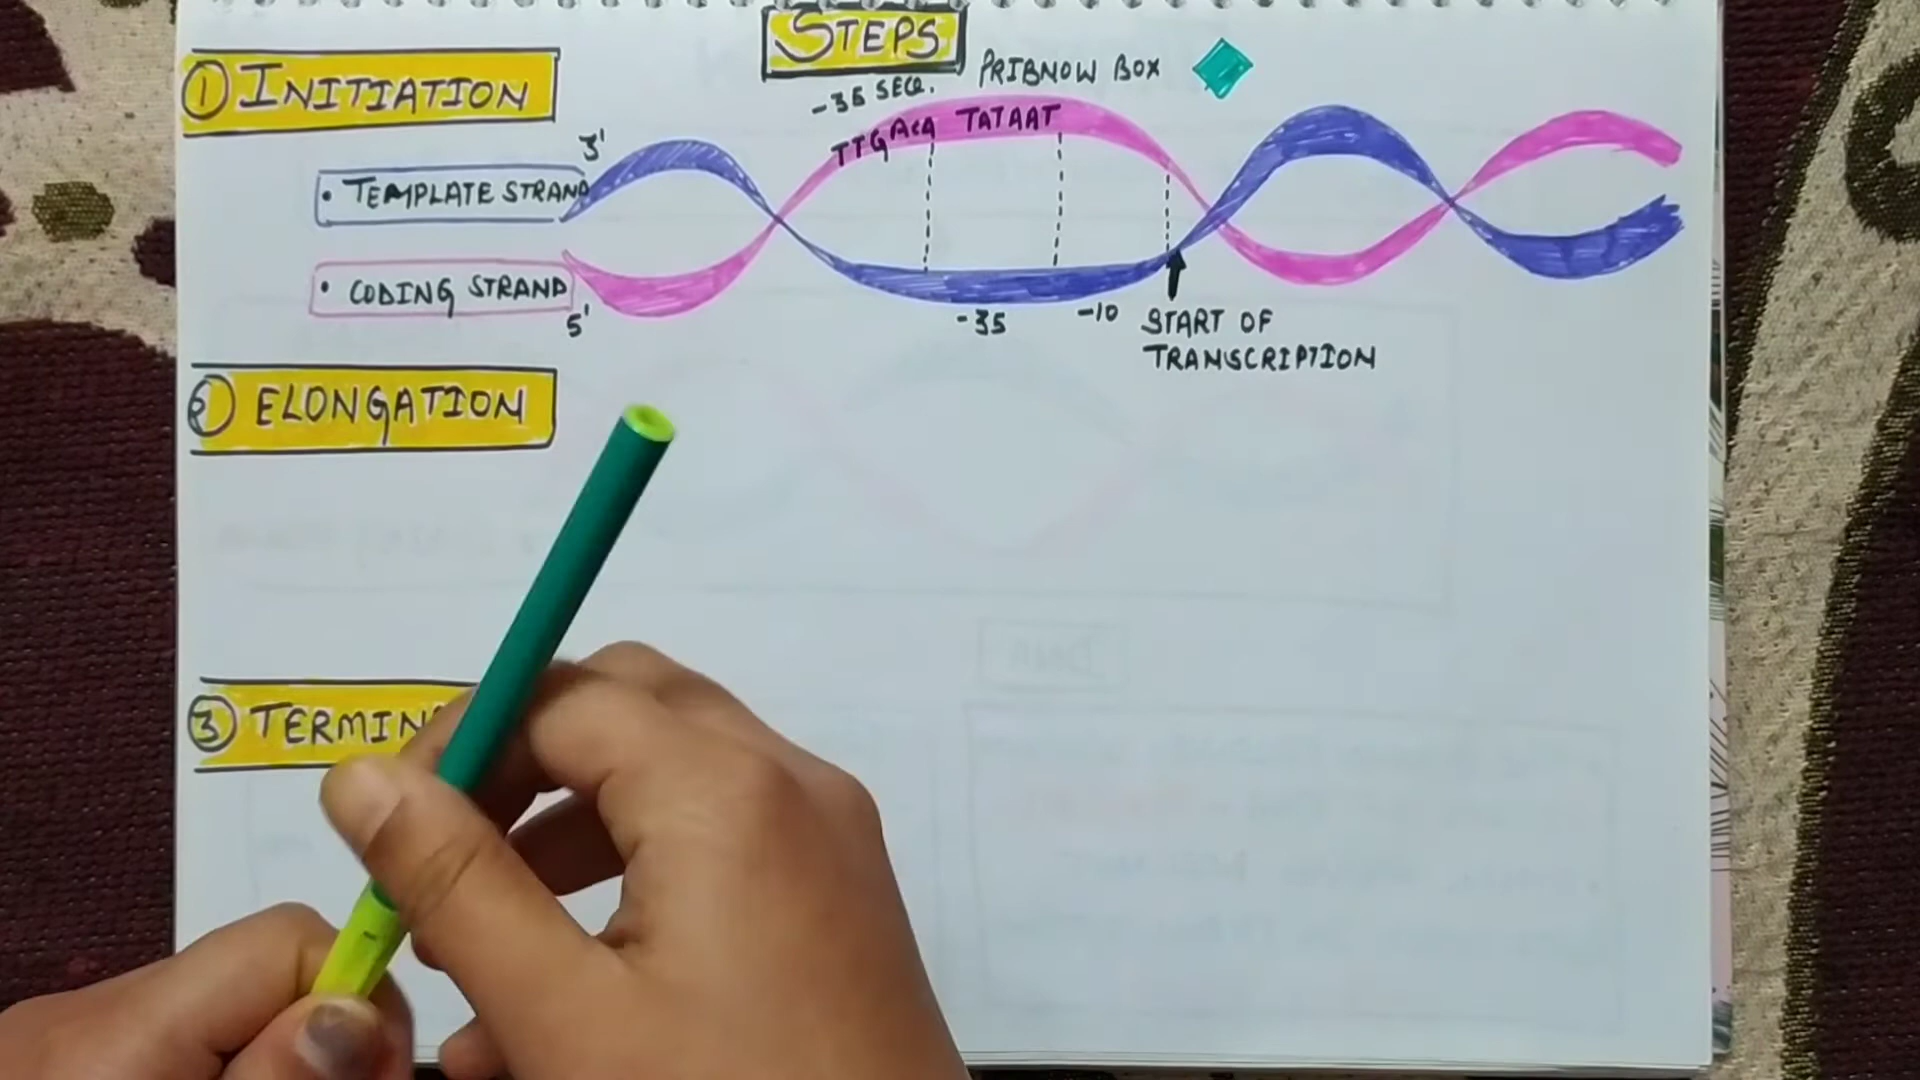 STEPS
① INITIATION
-35 SEQ. PRIBNOW BOX
TTGACA TATAAT
3'
• TEMPLATE STRAND
• CODING STRAND
5'
-35 -10 START OF
TRANSCRIPTION
② ELONGATION
③ TERMIN